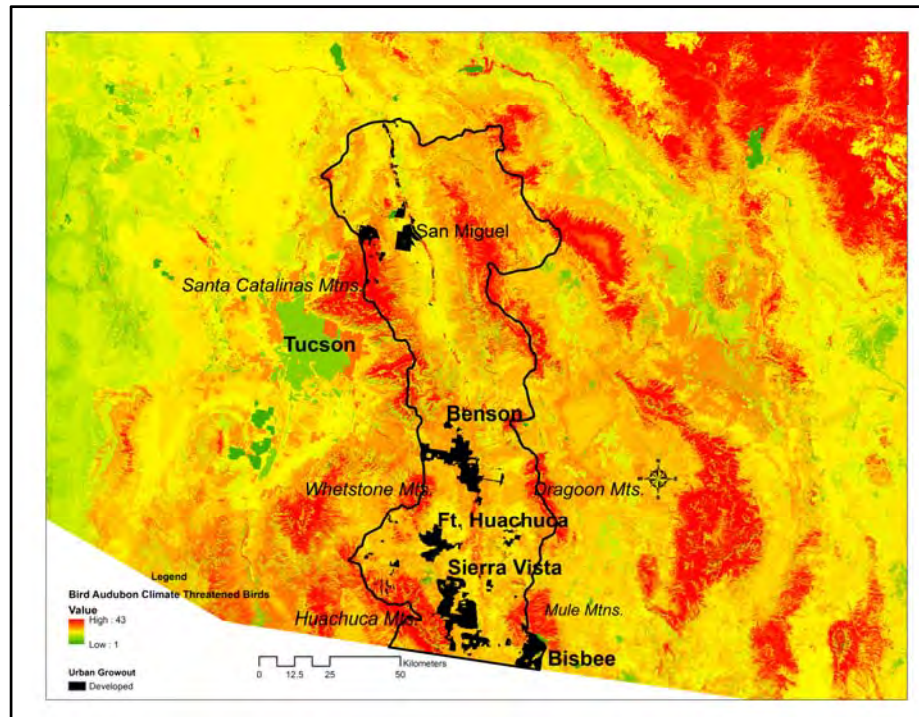 San Miguel
Santa Catalinas Mtns.
Tucson
Benson
Whetstone Mts.
Dragoon Mts.
Ft. Huachuca
Sierra Vista
Huachuca Mts.
Mule Mtns.
Bisbee
Legend
Bird Audubon Climate Threatened Birds
Value
High : 43
Low : 1
Urban Growout
Developed
Kilometers
0 12.5 25 50